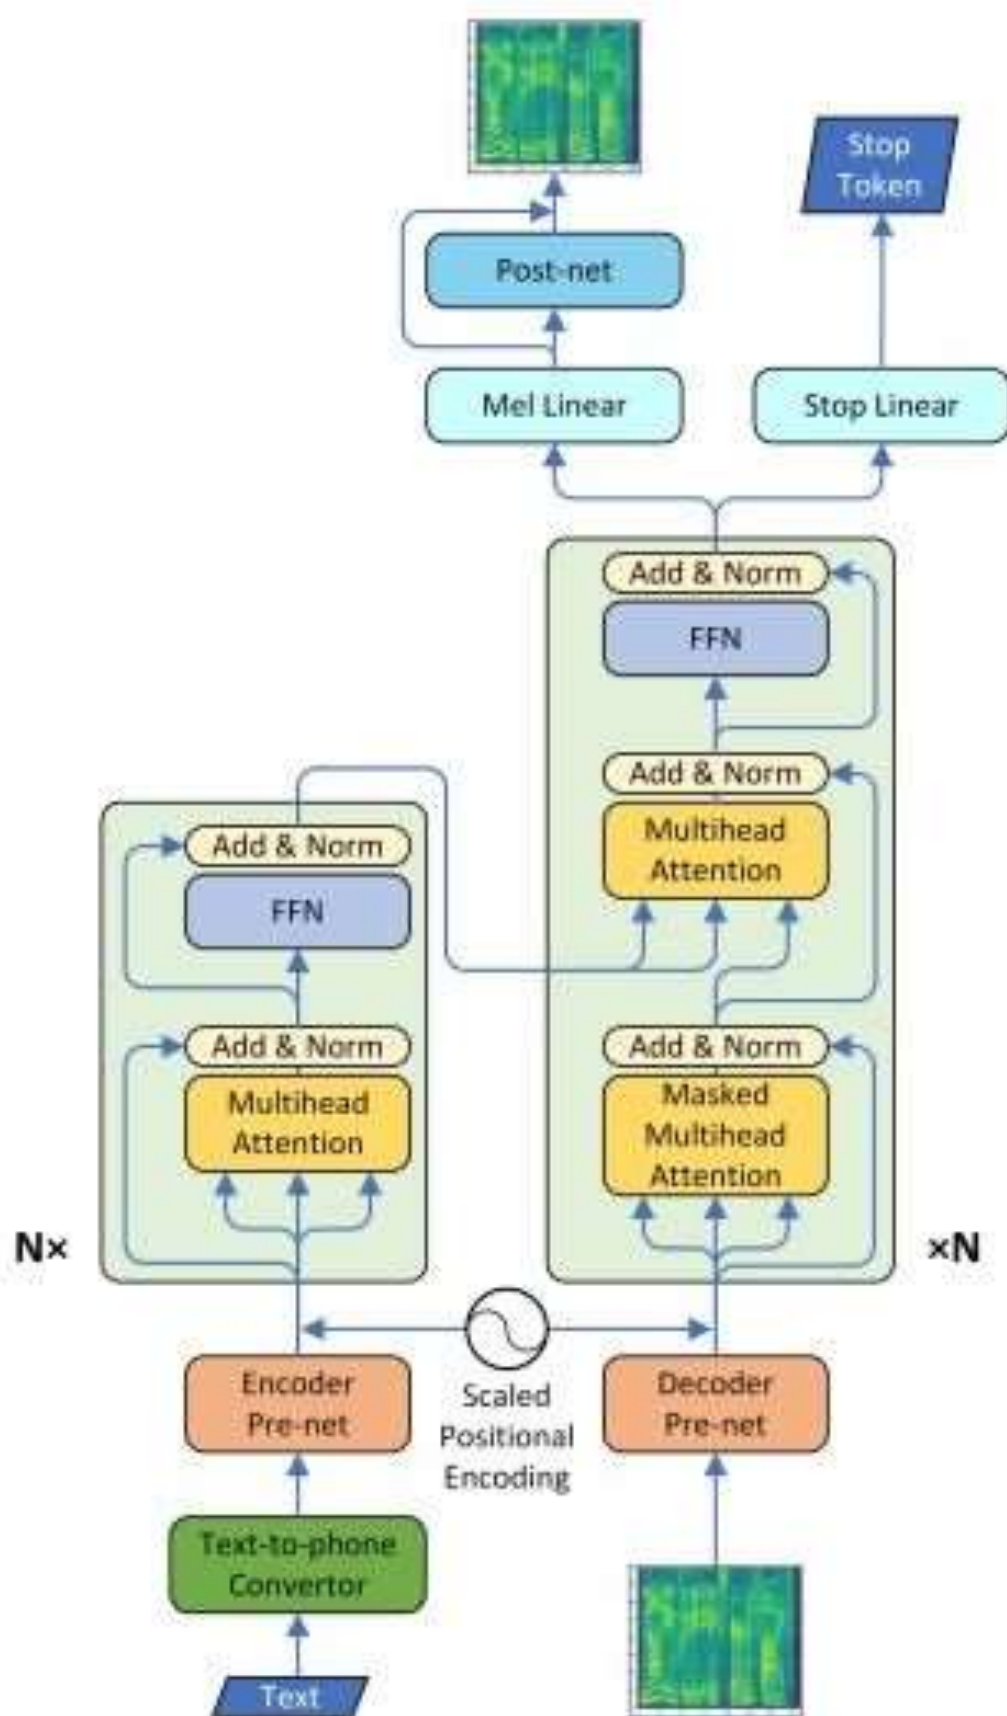 Stop
Token
Post-net
Mel Linear
Stop Linear
Add & Norm
FFN
Add & Norm
Multihead
Attention
Add & Norm
Masked
Multihead
Attention
×N
Add & Norm
FFN
Add & Norm
Multihead
Attention
N×
Scaled
Positional
Encoding
Encoder
Pre-net
Decoder
Pre-net
Text-to-phone
Convertor
Text